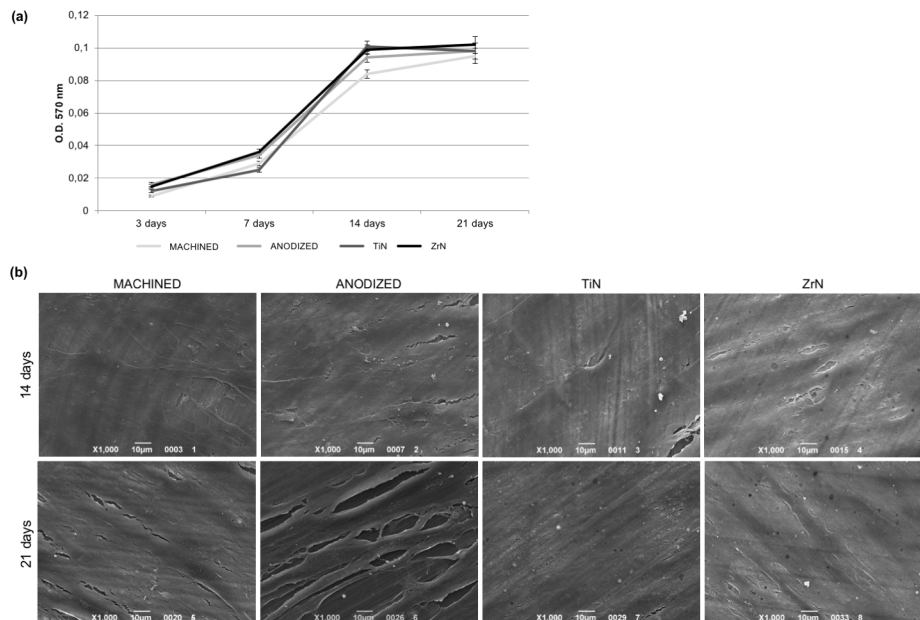 (a)
0,12
0,1
0,08
0,06
0,04
0,02
0
O.D. 570 nm
3 days 7 days 14 days 21 days
MACHINED ANODIZED TiN ZrN
(b)
MACHINED ANODIZED TiN ZrN
14 days
X1,000 10μm 0003 1
X1,000 10μm 0007 2
X1,000 10μm 0011 3
X1,000 10μm 0015 4
21 days
X1,000 10μm 0020 5
X1,000 10μm 0026 6
X1,000 10μm 0029 7
X1,000 10μm 0033 8